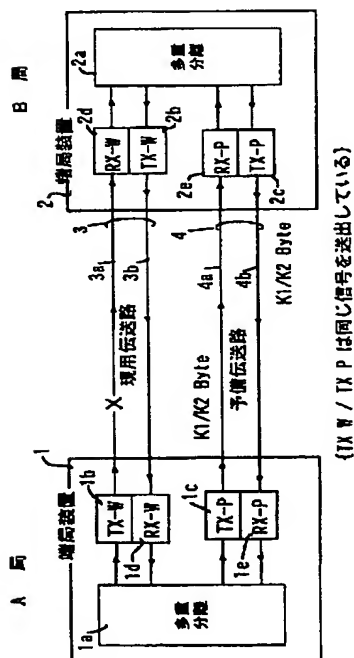 A 局
B 局
1
端局装置
2
端局装置
1a
多重
分離
1b
TX-W
RX-W
1d
1c
TX-P
RX-P
1e
3a
3
現用伝送路
3b
K1/K2 Byte
4a
4
予備伝送路
4b
K1/K2 Byte
2d
RX-W
TX-W
2b
2e
RX-P
TX-P
2c
2a
多重
分離
{TX W / TX P は同じ信号を送出している}